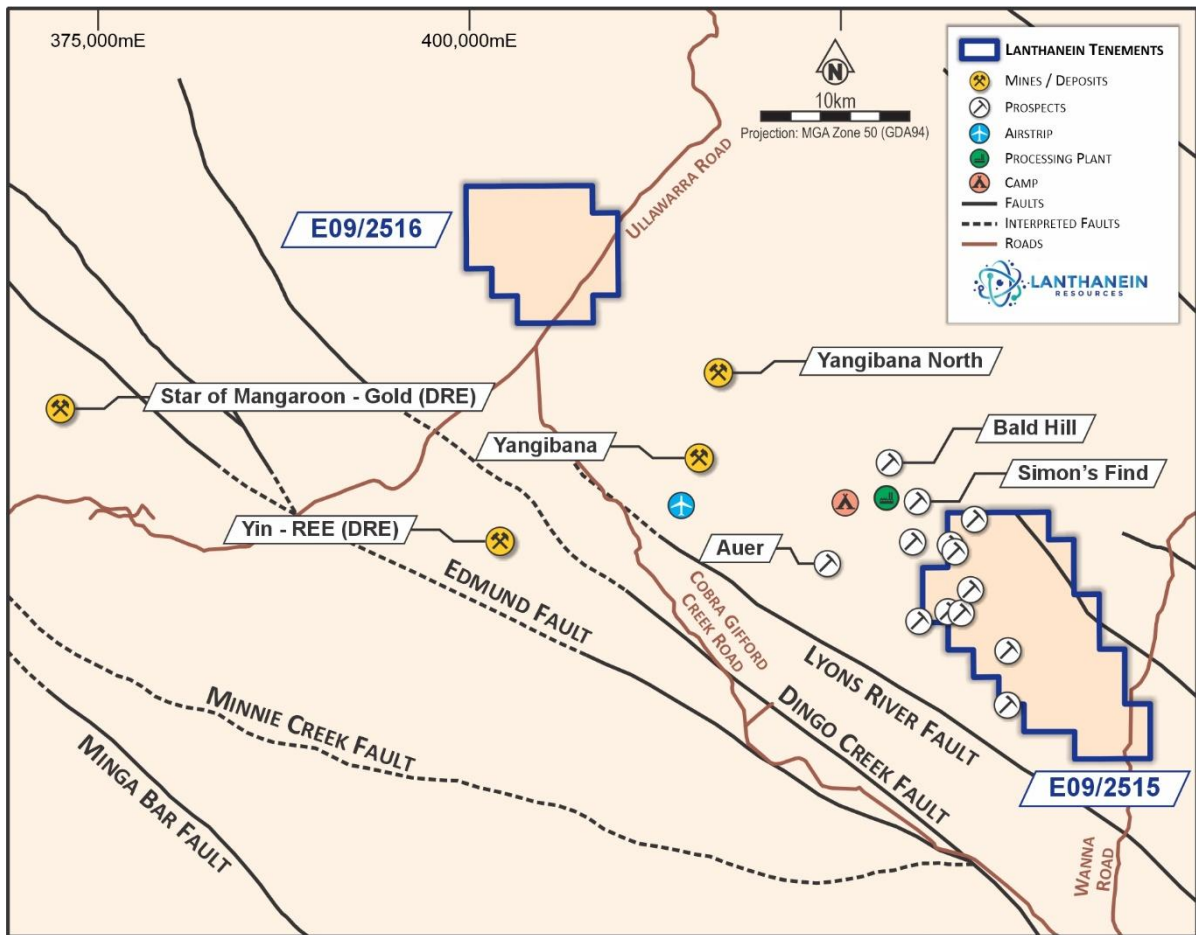 375,000mE
400,000mE
N
10km
Projection: MGA Zone 50 (GDA94)
LANTHANEIN TENEMENTS
MINES / DEPOSITS
PROSPECTS
AIRSTRIP
PROCESSING PLANT
CAMP
FAULTS
INTERPRETED FAULTS
ROADS
LANTHANEIN
RESOURCES
E09/2516
ULLAWARRA ROAD
Yangibana North
Star of Mangaroon - Gold (DRE)
Yangibana
Bald Hill
Simon's Find
Yin - REE (DRE)
Auer
EDMUND FAULT
COBRA GIFFORD
CREEK ROAD
LYONS RIVER FAULT
DINGO CREEK FAULT
MINNIE CREEK FAULT
MINGA BAR FAULT
E09/2515
WANNA
ROAD